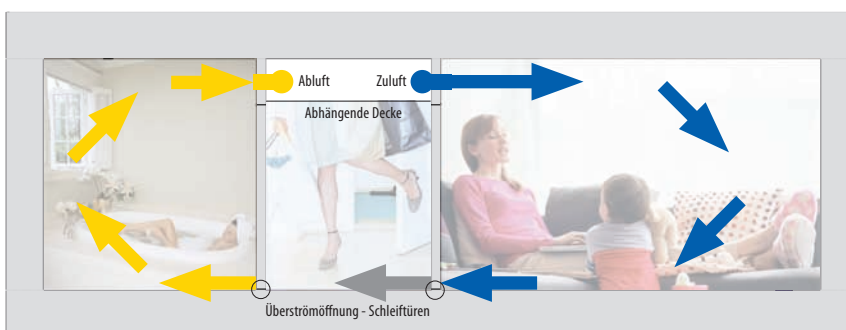 Abluft Zuluft
Abhängende Decke
Überströmöffnung - Schleiftüren